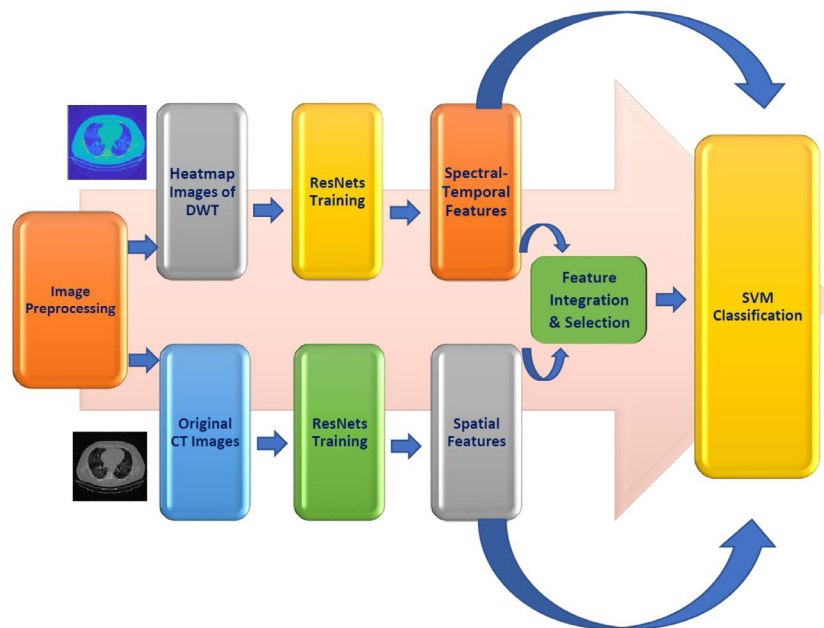 Image
Preprocessing
Heatmap
Images of
DWT
ResNets
Training
Spectral-
Temporal
Features
Original
CT Images
ResNets
Training
Spatial
Features
Feature
Integration
& Selection
SVM
Classification